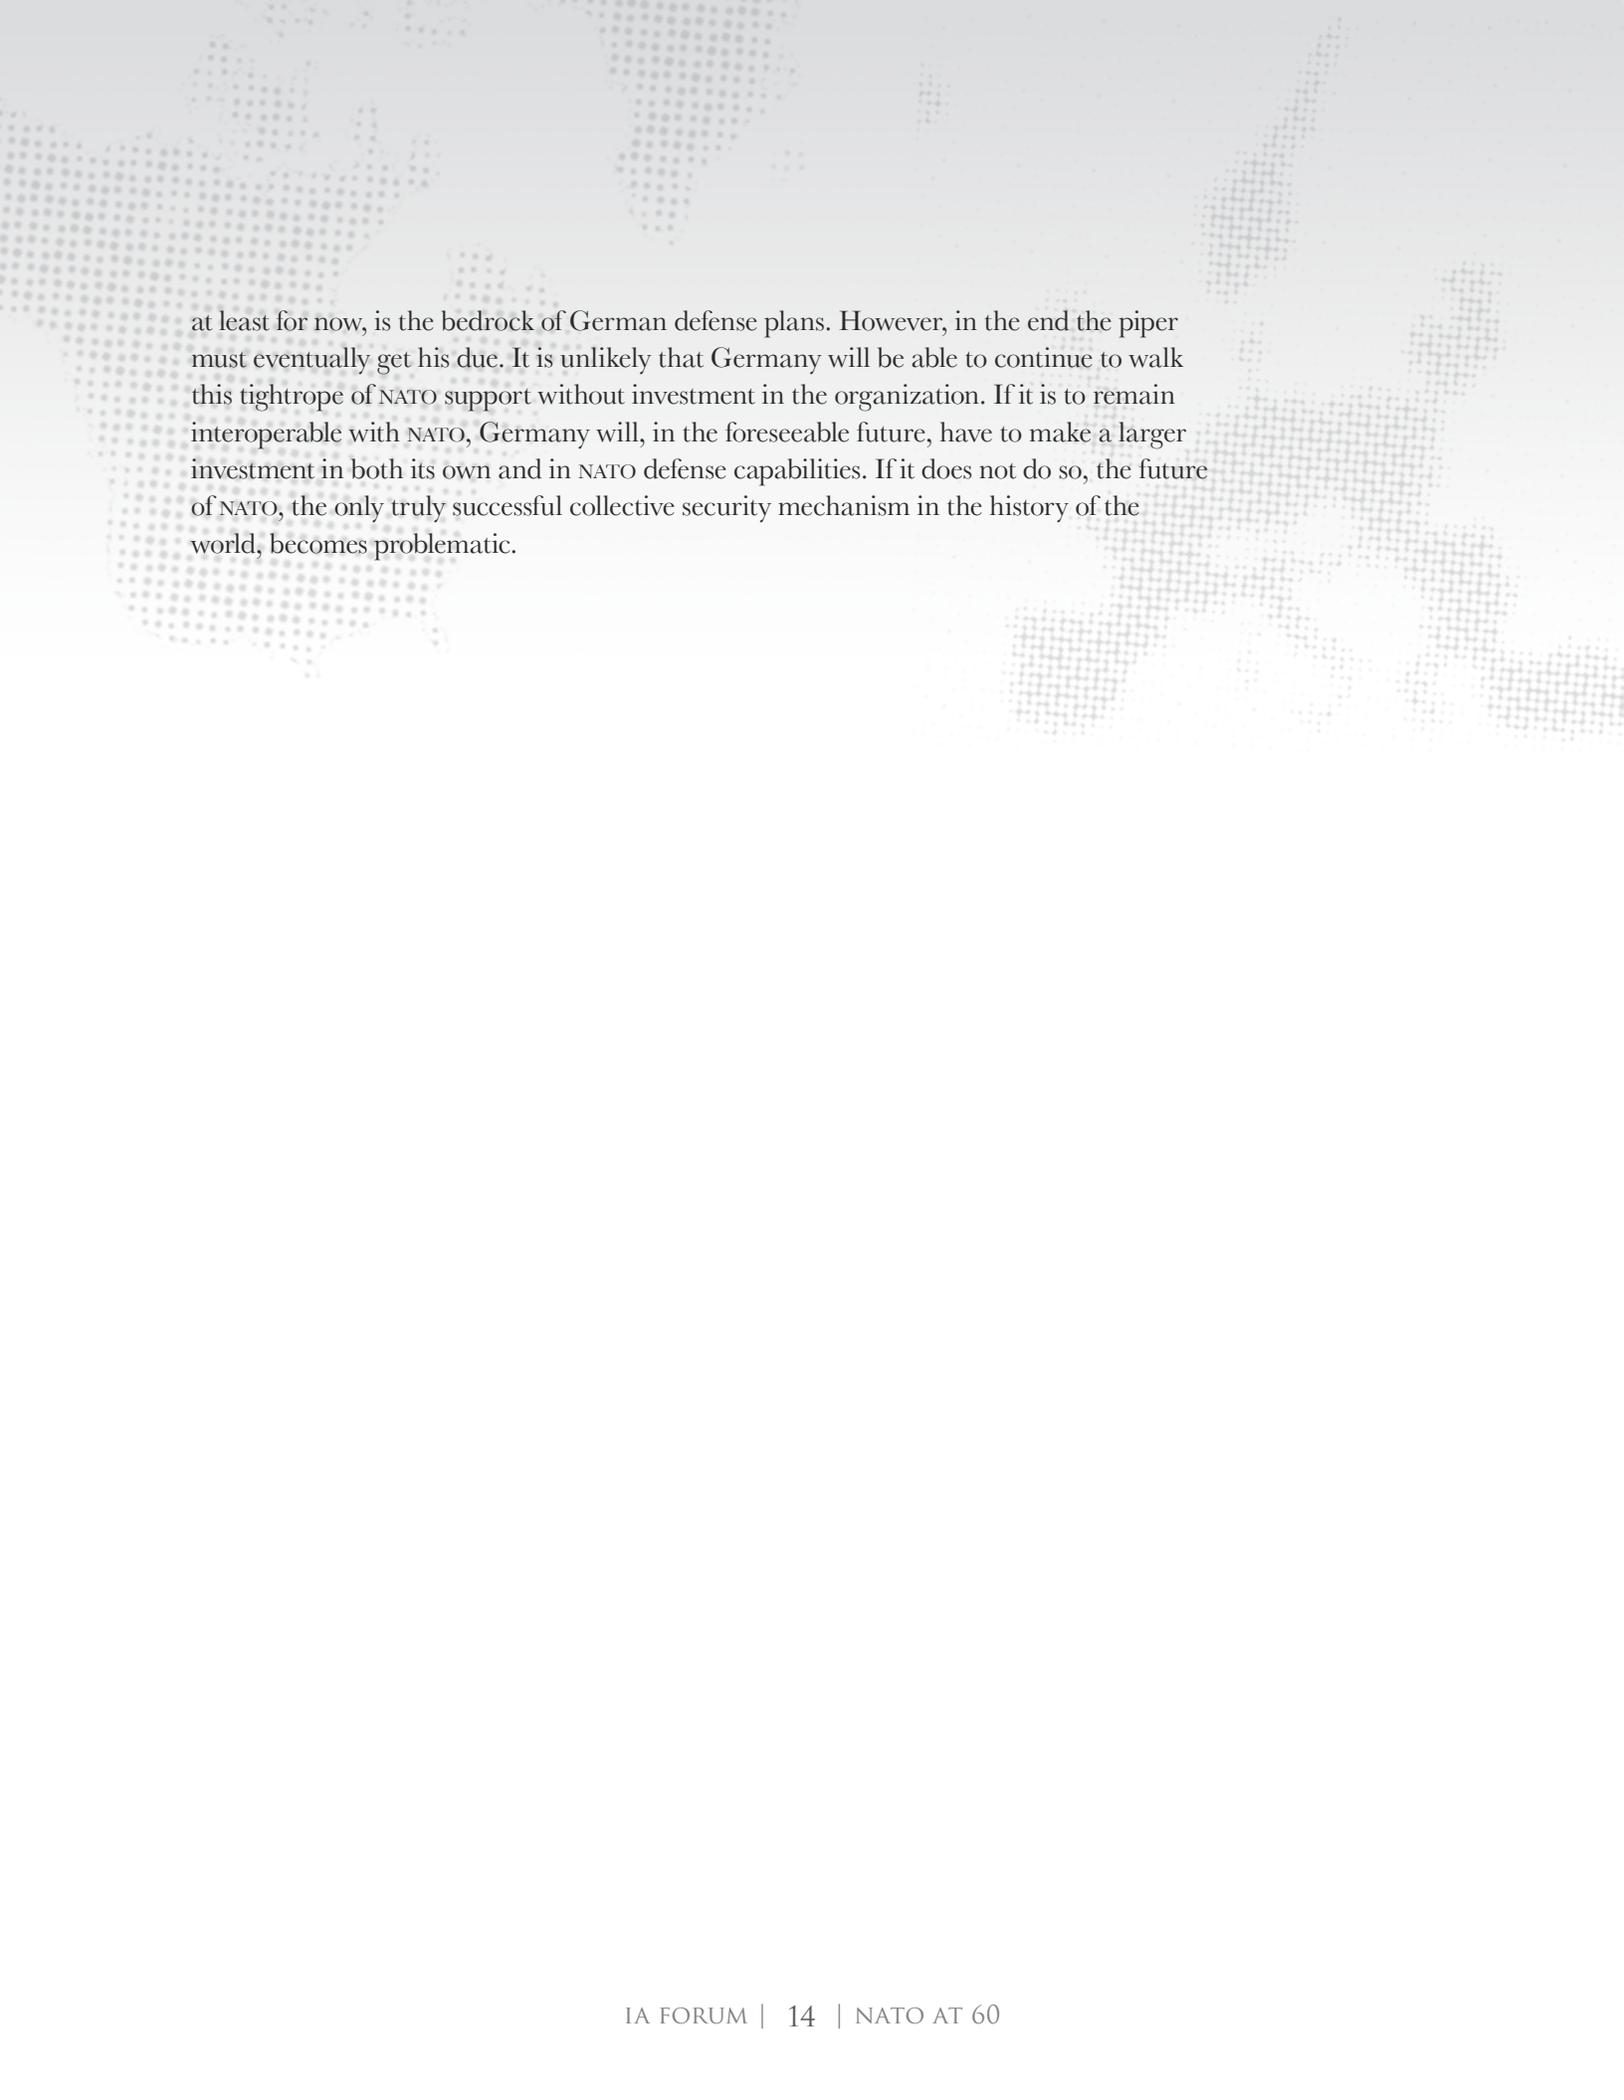 at least for now, is the bedrock of German defense plans. However, in the end the piper
must eventually get his due. It is unlikely that Germany will be able to continue to walk
this tightrope of NATO support without investment in the organization. If it is to remain
interoperable with NATO, Germany will, in the foreseeable future, have to make a larger
investment in both its own and in NATO defense capabilities. If it does not do so, the future
of NATO, the only truly successful collective security mechanism in the history of the
world, becomes problematic.
IA FORUM | 14 | NATO AT 60